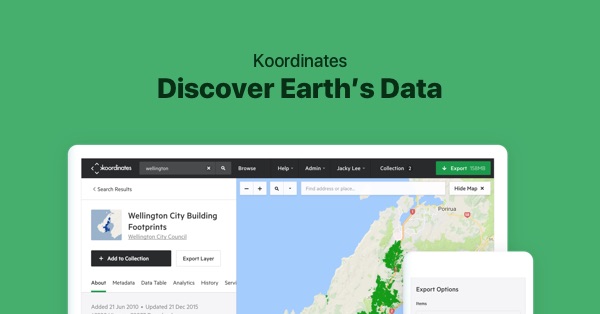 Koordinates
Discover Earth's Data
koordinates
wellington
Browse
Help
Admin
Jacky Lee
Collection 2
+ Export 158MB
< Search Results
Find address or place..
Hide Map ×
Wellington City Building
Footprints
Wellington City Council
+ Add to Collection
Export Layer
Porirua
About Metadata Data Table Analytics History Servi
Added 21 Jun 2010 • Updated 21 Dec 2015
Export Options
Items